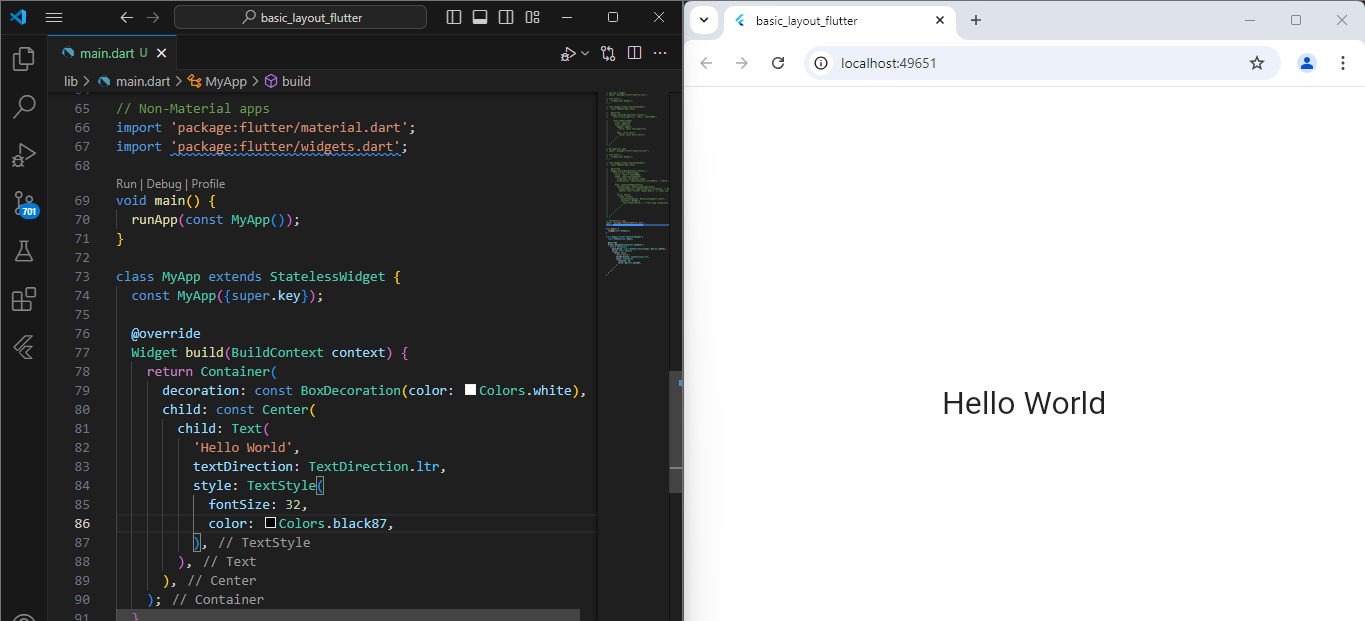 basic_layout_flutter
main.dart U
lib > main.dart > MyApp > build
65 // Non-Material apps
66 import 'package:flutter/material.dart';
67 import 'package:flutter/widgets.dart';
68
Run | Debug | Profile
69 void main() {
70 runApp(const MyApp());
71 }
72
73 class MyApp extends StatelessWidget {
74 const MyApp({super.key});
75
76 @override
77 Widget build(BuildContext context) {
78 return Container(
79 decoration: const BoxDecoration(color: Colors.white),
80 child: const Center(
81 child: Text(
82 'Hello World',
83 textDirection: TextDirection.ltr,
84 style: TextStyle(
85 fontSize: 32,
86 color: Colors.black87,
87 ), // TextStyle
88 ), // Text
89 ), // Center
90 ); // Container
91 }
701
basic_layout_flutter
localhost:49651
Hello World